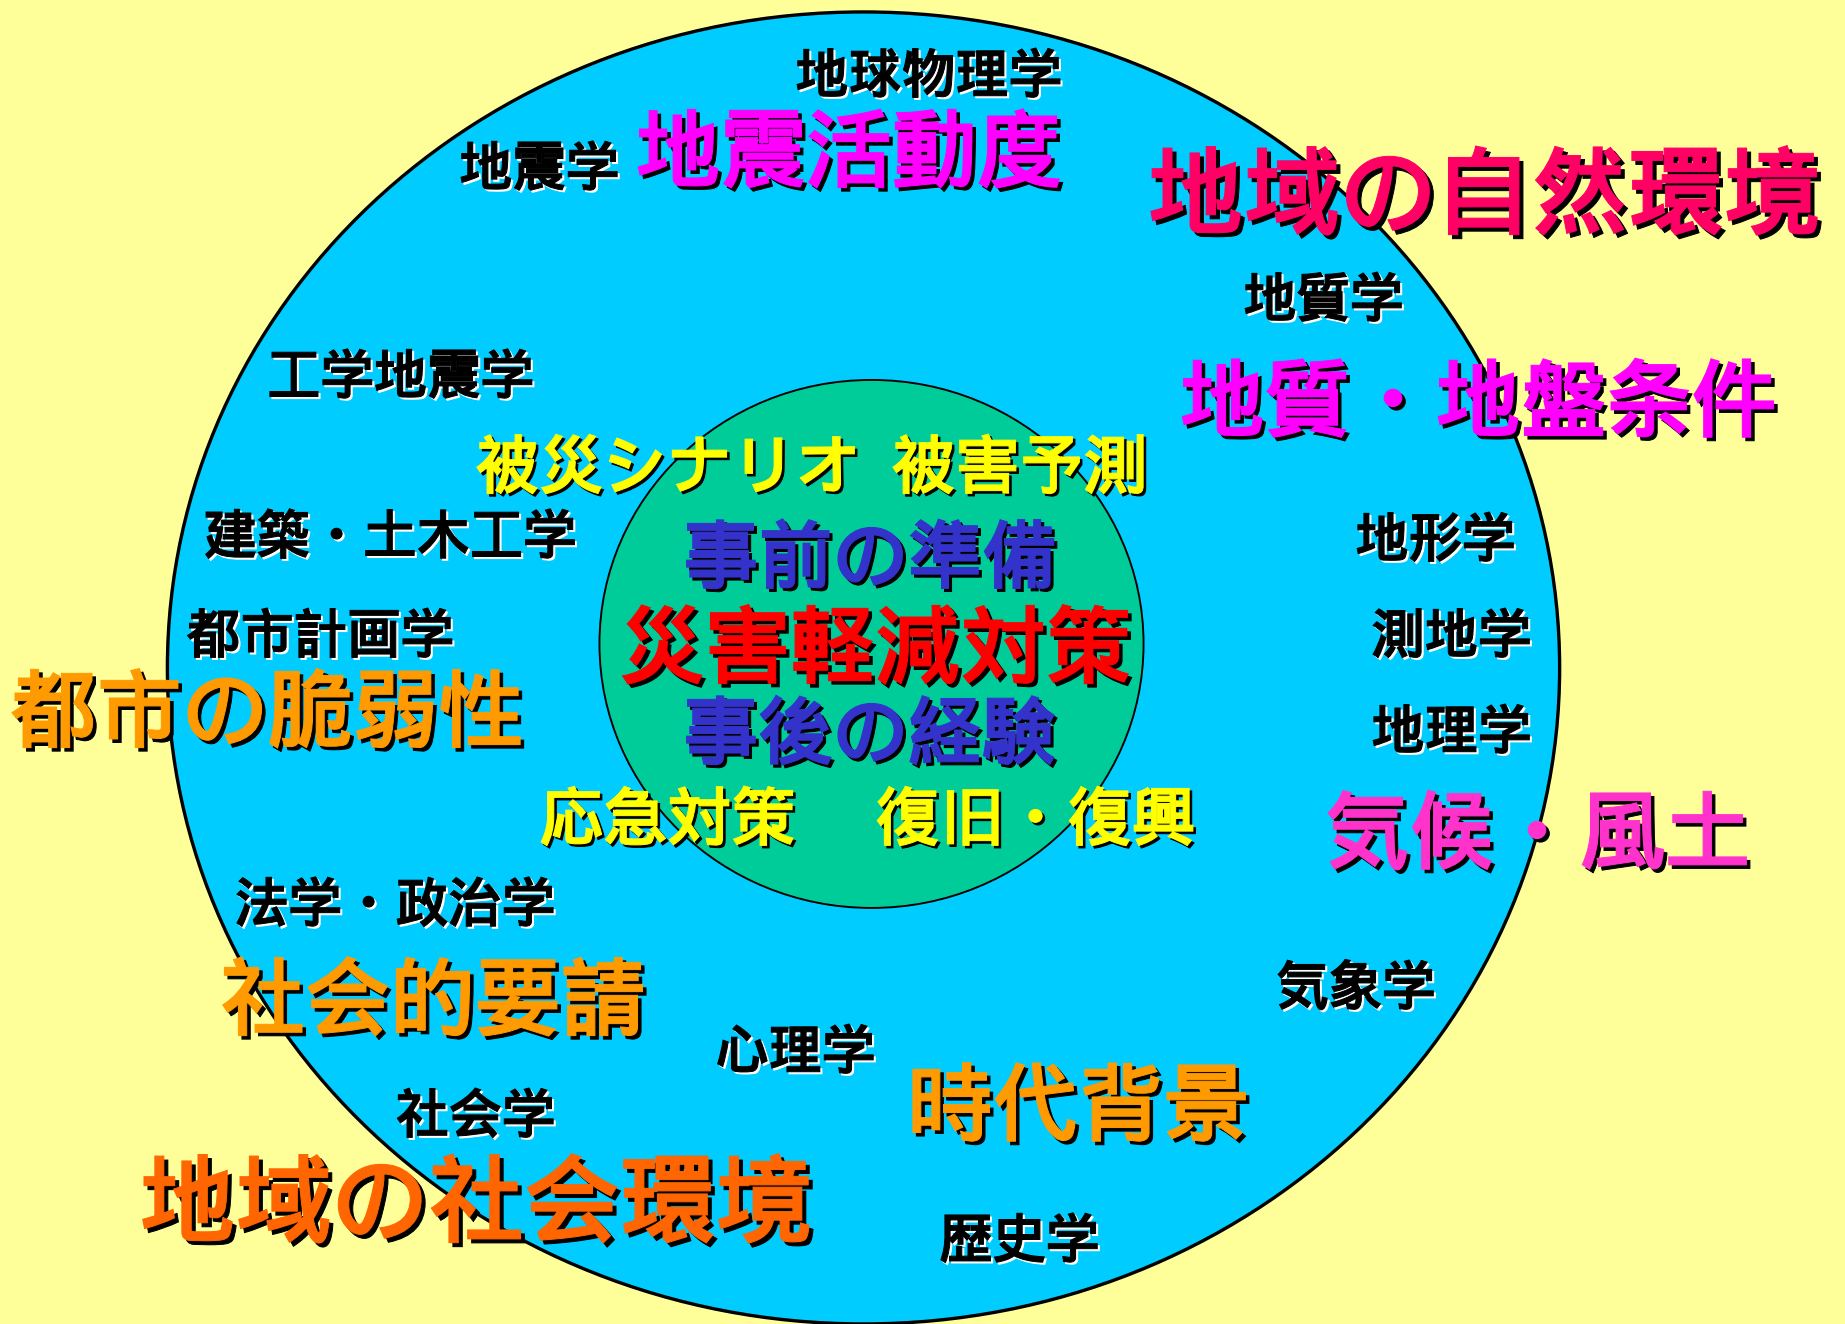 地球物理学
地震学 地震活動度
地域の自然環境
地質学
工学地震学
地質・地盤条件
被災シナリオ 被害予測
建築・土木工学
事前の準備
地形学
都市計画学
災害軽減対策
測地学
都市の脆弱性
事後の経験
地理学
応急対策 復旧・復興
気候・風土
法学・政治学
社会的要請
気象学
心理学
時代背景
社会学
地域の社会環境
歴史学